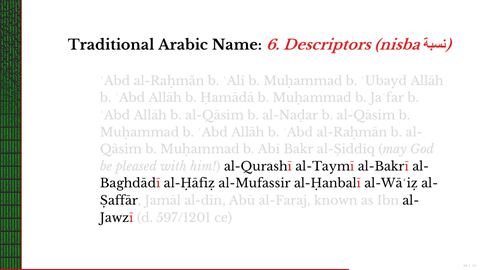 Traditional Arabic Name: 6. Descriptors (nisba نسبة)
ʿAbd al-Raḥmān b. ʿAlī b. Muḥammad b. ʿUbayd Allāh
b. ʿAbd Allāh b. Ḥamādá b. Muḥammad b. Jaʿfar b.
ʿAbd Allāh b. al-Qāsim b. al-Naḍar b. al-Qāsim b.
Muḥammad b. ʿAbd Allāh b. ʿAbd al-Raḥmān b. al-
Qāsim b. Muḥammad b. Abī Bakr al-Ṣiddīq (may God
be pleased with him!) al-Qurashī al-Taymī al-Bakrī al-
Baghdādī al-Ḥāfiẓ al-Mufassir al-Ḥanbalī al-Wāʿiẓ al-
Ṣaffār, Jamāl al-dīn, Abū al-Faraj, known as Ibn al-
Jawzī (d. 597/1201 ce)